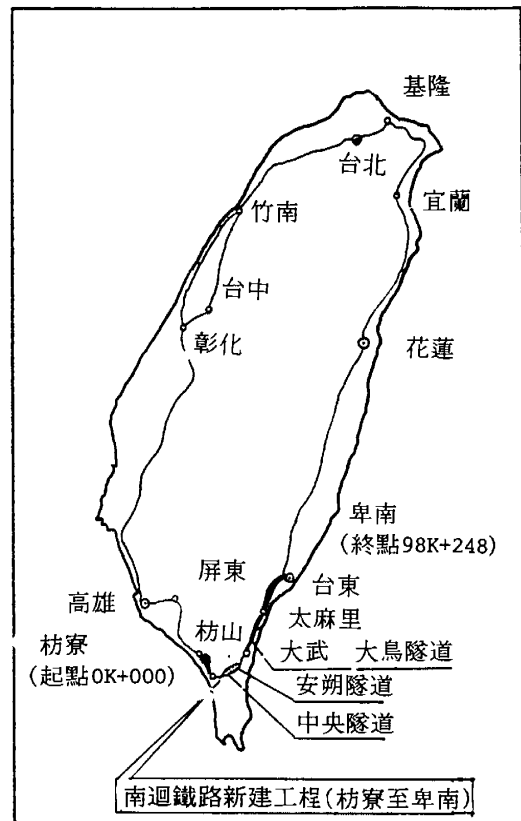 基隆
台北
宜蘭
竹南
台中
彰化
花蓮
卑南
(終點98K+248)
屏東
台東
高雄
太麻里
枋山
枋寮
(起點0K+000)
大武 大鳥隧道
安朔隧道
中央隧道
南迴鐵路新建工程(枋寮至卑南)